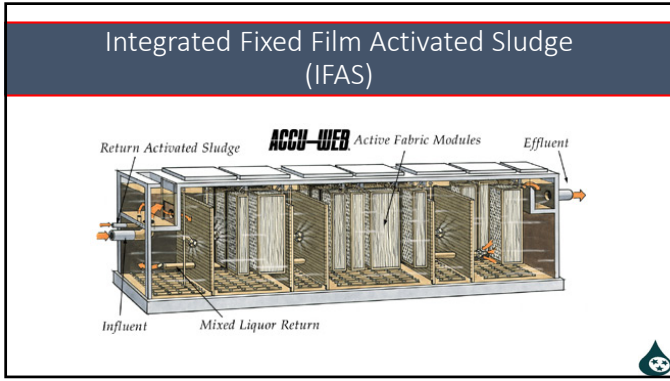 Integrated Fixed Film Activated Sludge
(IFAS)
Return Activated Sludge
ACCU-WEB Active Fabric Modules
Effluent
Influent
Mixed Liquor Return